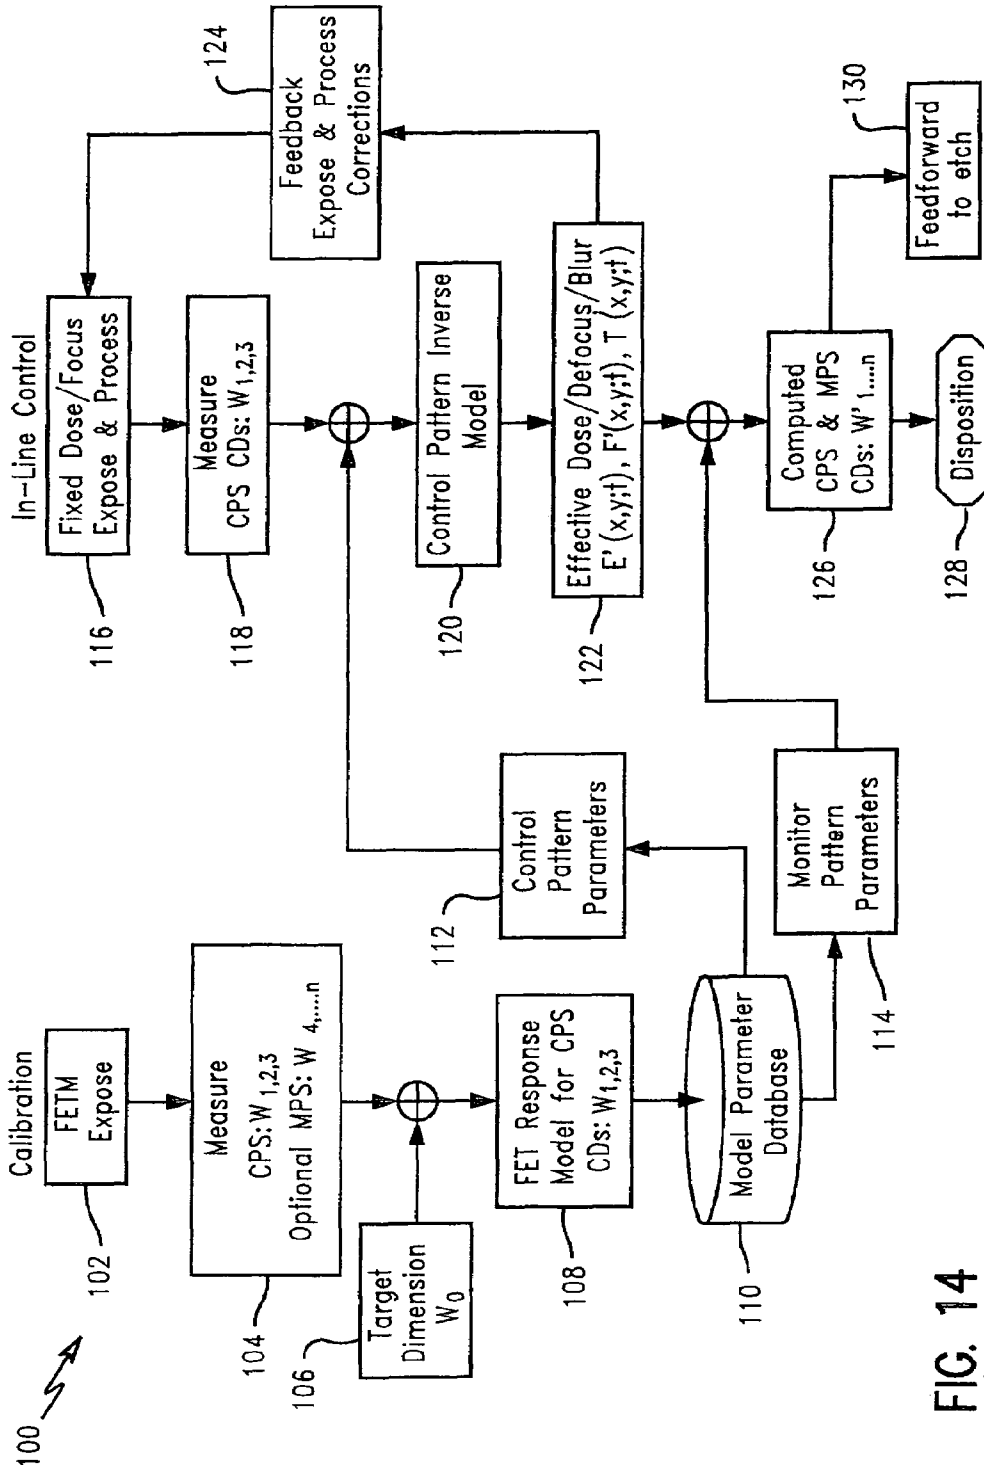 100
Calibration
FETM
Expose
102
Measure
CPS: W1,2,3
Optional MPS: W 4,....n
104
Target
Dimension
W0
106
FET Response
Model for CPS
CDs: W1,2,3
108
Model Parameter
Database
110
Control
Pattern
Parameters
112
Monitor
Pattern
Parameters
114
In-Line Control
Fixed Dose/Focus
Expose & Process
116
Measure
CPS CDs: W1,2,3
118
Control Pattern Inverse
Model
120
Effective Dose/Defocus/Blur
E'(x,y;t), F'(x,y;t), T (x,y;t)
122
Feedback
Expose & Process
Corrections
124
Computed
CPS & MPS
CDs: W' 1....n
126
Disposition
128
Feedforward
to etch
130
FIG. 14